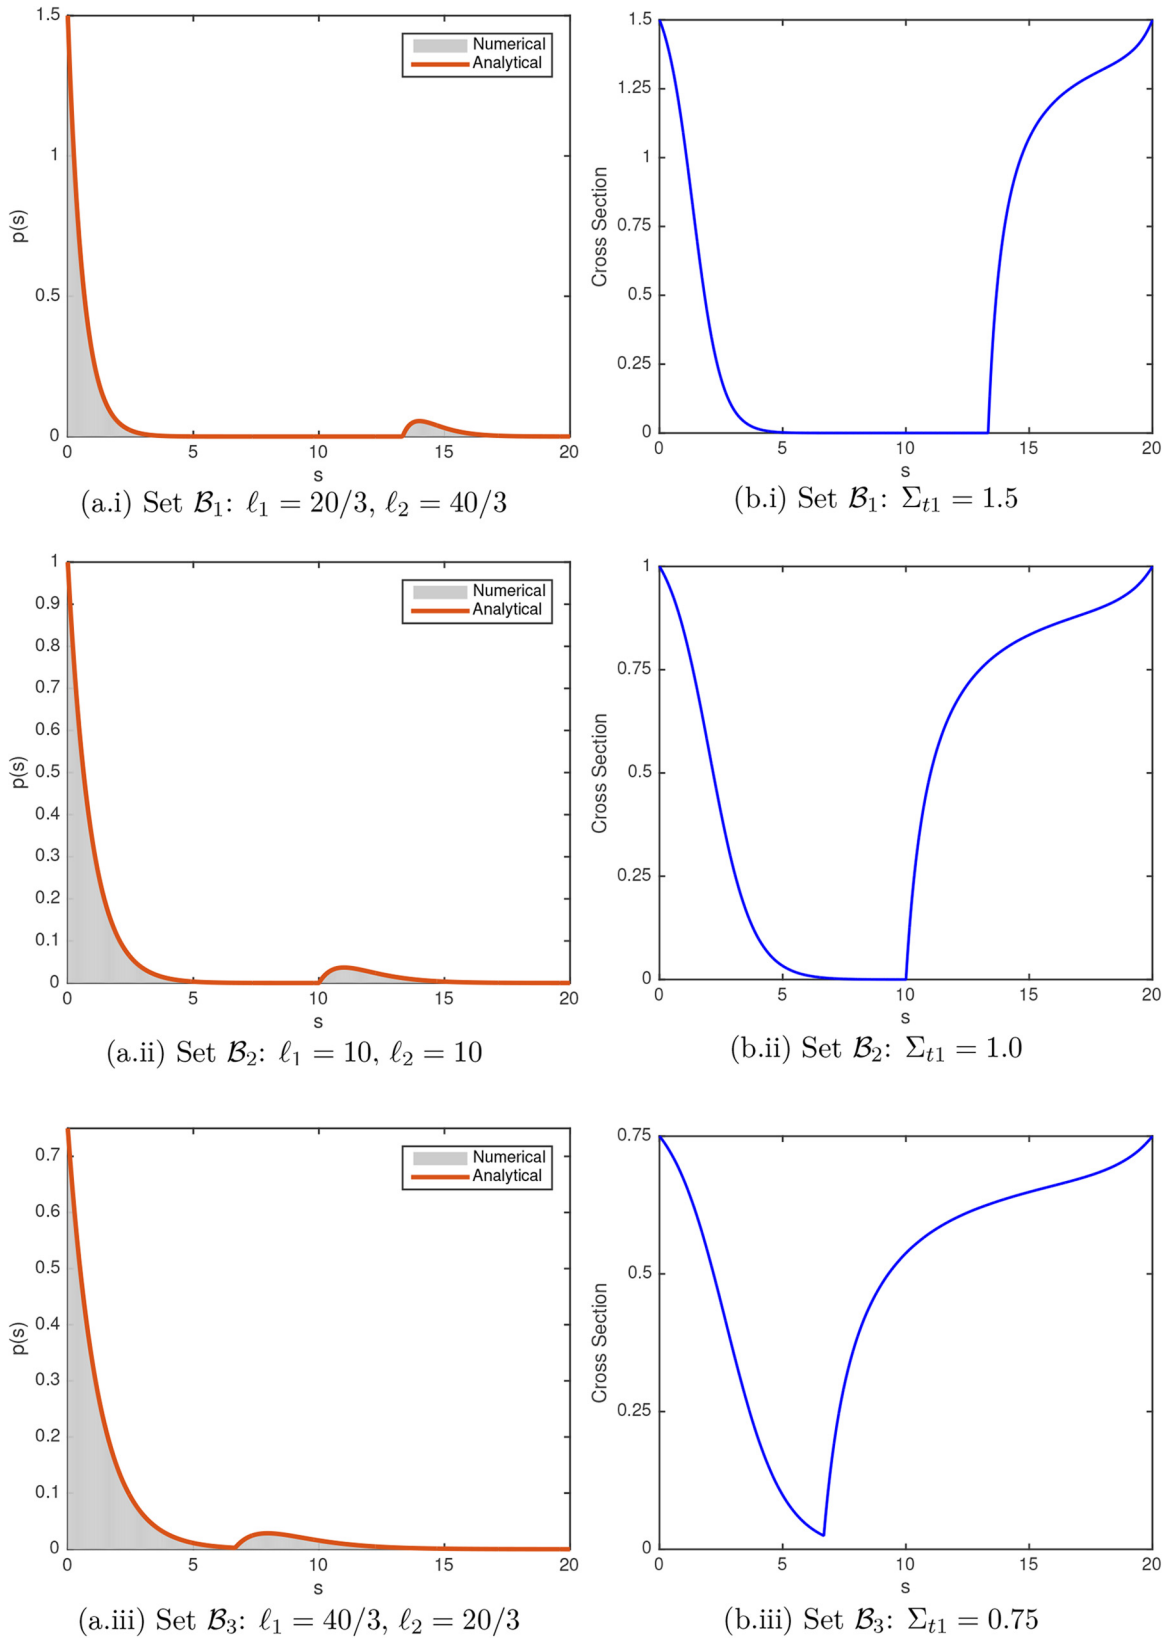 1.5
1
0.5
0
p(s)
Numerical
Analytical
0 5 10 15 20
s
(a.i) Set ℬ₁: ℓ₁ = 20/3, ℓ₂ = 40/3
1.5
1.25
1
0.75
0.5
0.25
0
Cross Section
0 5 10 15 20
s
(b.i) Set ℬ₁: Σₜ₁ = 1.5
1
0.9
0.8
0.7
0.6
0.5
0.4
0.3
0.2
0.1
0
p(s)
Numerical
Analytical
0 5 10 15 20
s
(a.ii) Set ℬ₂: ℓ₁ = 10, ℓ₂ = 10
1
0.75
0.5
0.25
0
Cross Section
0 5 10 15 20
s
(b.ii) Set ℬ₂: Σₜ₁ = 1.0
0.7
0.6
0.5
0.4
0.3
0.2
0.1
0
p(s)
Numerical
Analytical
0 5 10 15 20
s
(a.iii) Set ℬ₃: ℓ₁ = 40/3, ℓ₂ = 20/3
0.75
0.5
0.25
0
Cross Section
0 5 10 15 20
s
(b.iii) Set ℬ₃: Σₜ₁ = 0.75